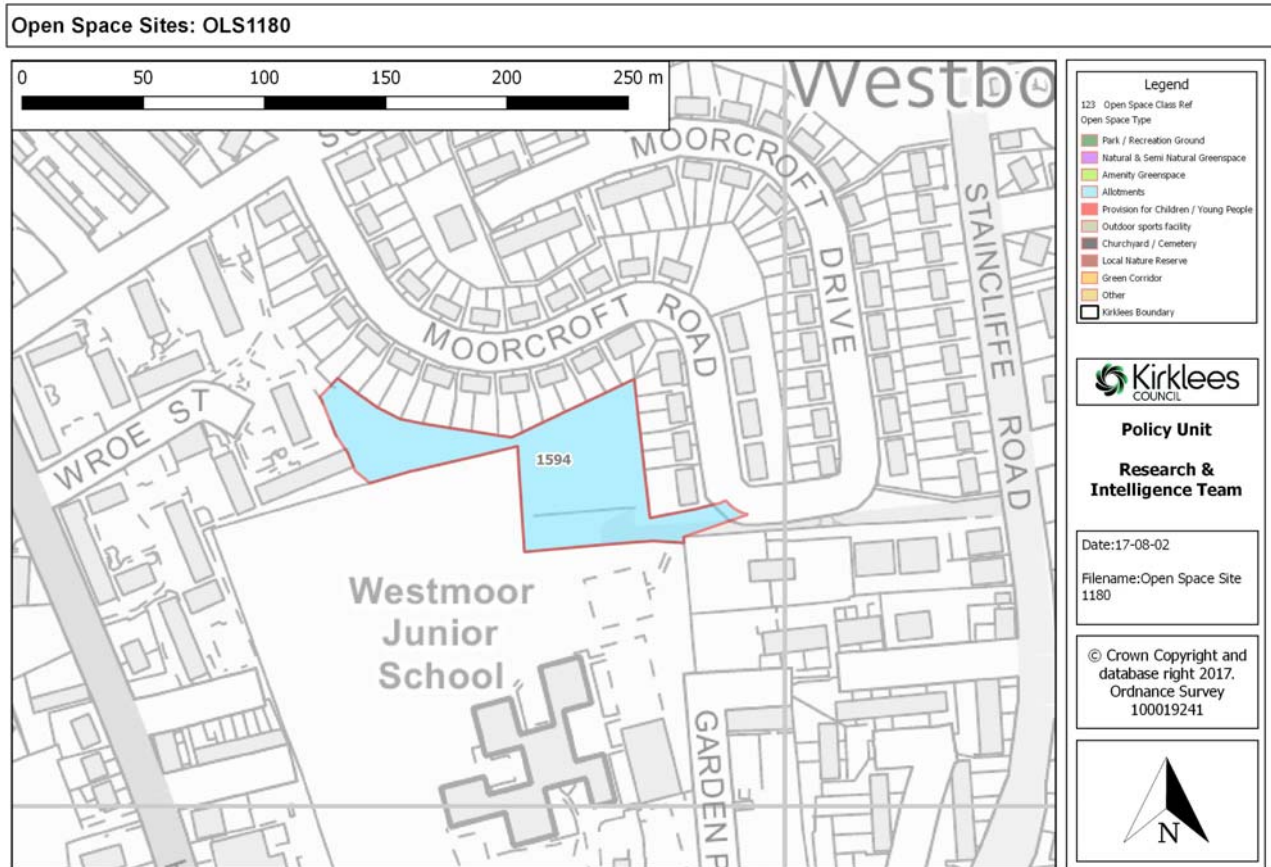 Open Space Sites: OLS1180
0 50 100 150 200 250 m
Westbo
MOORCROFT DRIVE
STAINCLIFFE ROAD
MOORCROFT ROAD
WROE ST
1594
Westmoor
Junior
School
GARDEN
Legend
123 Open Space Class Ref
Open Space Type
Park / Recreation Ground
Natural & Semi Natural Greenspace
Amenity Greenspace
Allotments
Provision for Children / Young People
Outdoor sports facility
Churchyard / Cemetery
Local Nature Reserve
Green Corridor
Other
Kirklees Boundary
Kirklees
COUNCIL
Policy Unit
Research &
Intelligence Team
Date:17-08-02
Filename:Open Space Site
1180
© Crown Copyright and
database right 2017.
Ordnance Survey
100019241
N